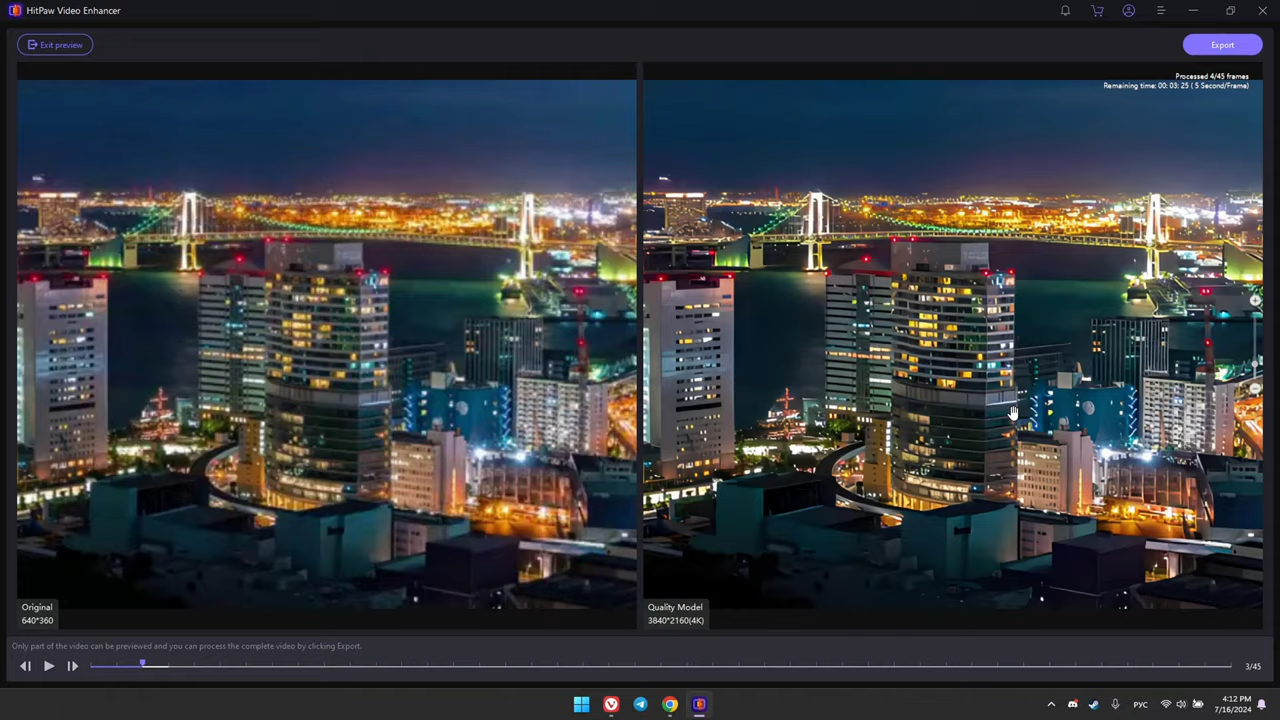 HitPaw Video Enhancer
Exit preview
Export
Processed 4/45 frames
Remaining time: 00: 03: 25 ( 5 Second/Frame)
Original
640*360
Quality Model
3840*2160(4K)
Only part of the video can be previewed and you can process the complete video by clicking Export.
3/45
РУС
4:12 PM
7/16/2024